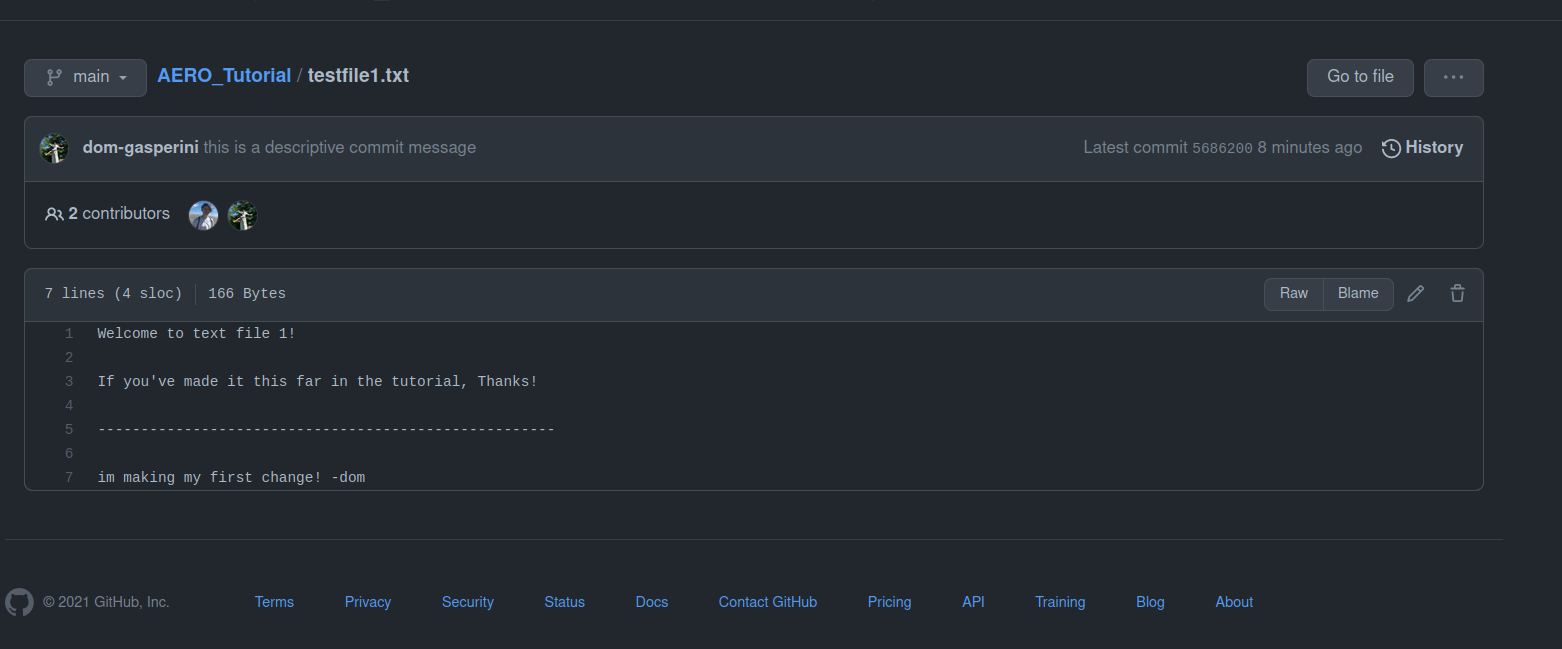 main AERO_Tutorial / testfile1.txt Go to file ...
dom-gasperini this is a descriptive commit message Latest commit 5686200 8 minutes ago History
2 contributors
7 lines (4 sloc) 166 Bytes Raw Blame
1 Welcome to text file 1!
2
3 If you've made it this far in the tutorial, Thanks!
4
5 -----------------------------------------------------
6
7 im making my first change! -dom
© 2021 GitHub, Inc. Terms Privacy Security Status Docs Contact GitHub Pricing API Training Blog About